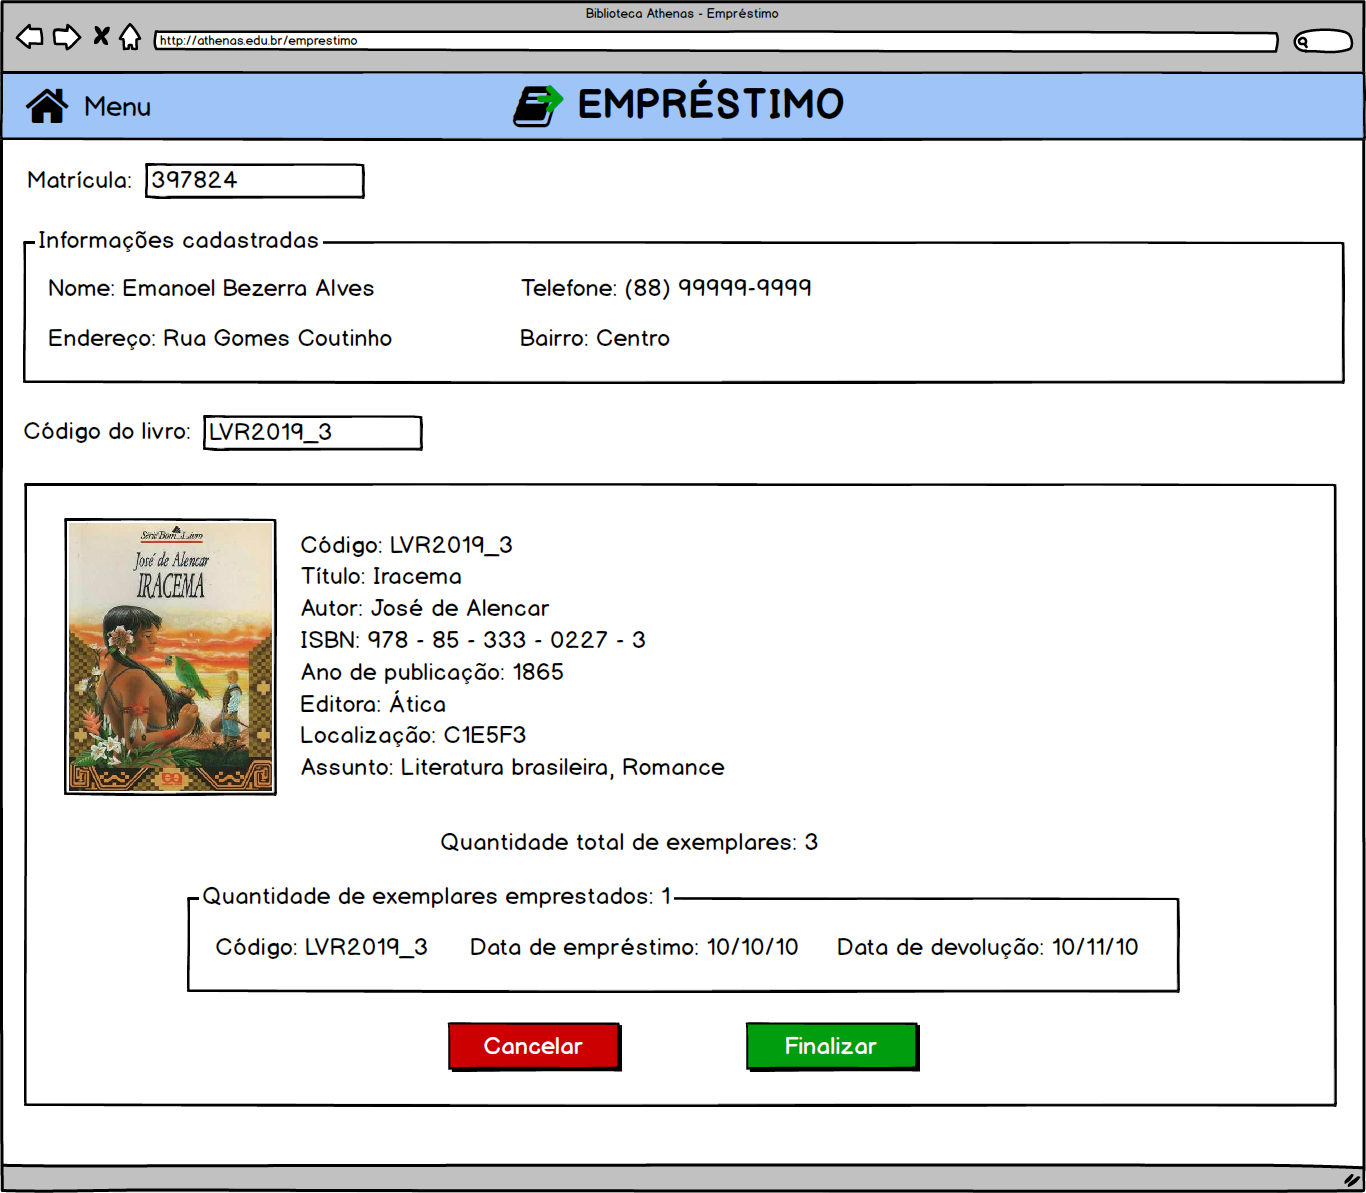 Biblioteca Athenas - Empréstimo
http://athenas.edu.br/emprestimo
Menu
EMPRÉSTIMO
Matrícula: 397824
Informações cadastradas
Nome: Emanoel Bezerra Alves Telefone: (88) 99999-9999
Endereço: Rua Gomes Coutinho Bairro: Centro
Código do livro: LVR2019_3
Série Bom Livro
José de Alencar
IRACEMA
Código: LVR2019_3
Título: Iracema
Autor: José de Alencar
ISBN: 978 - 85 - 333 - 0227 - 3
Ano de publicação: 1865
Editora: Ática
Localização: C1E5F3
Assunto: Literatura brasileira, Romance
Quantidade total de exemplares: 3
Quantidade de exemplares emprestados: 1
Código: LVR2019_3 Data de empréstimo: 10/10/10 Data de devolução: 10/11/10
Cancelar Finalizar